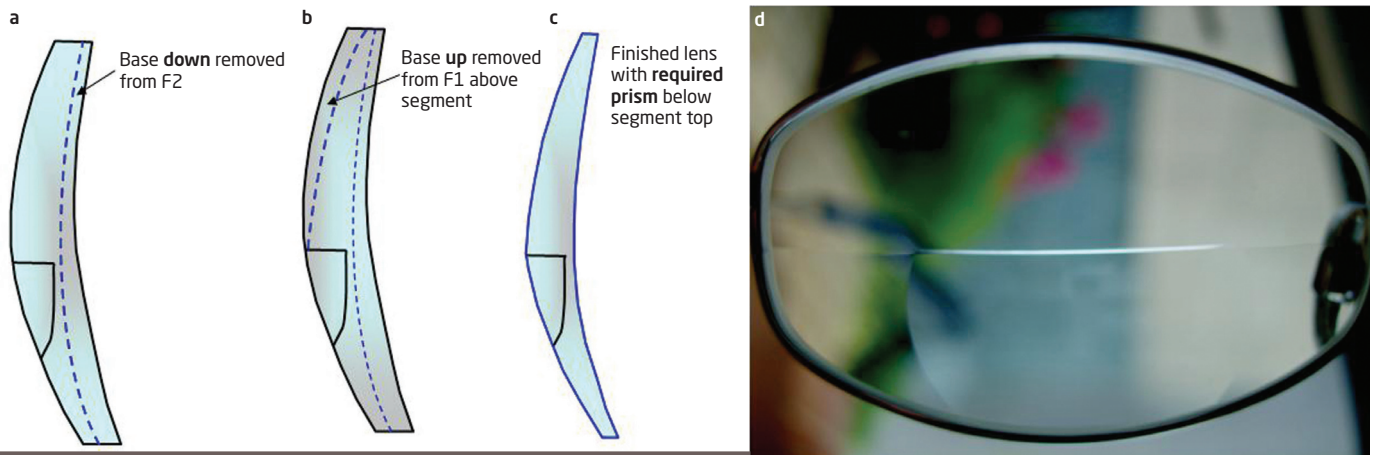 a
Base down removed
from F2
b
Base up removed
from F1 above
segment
c
Finished lens
with required
prism below
segment top
d